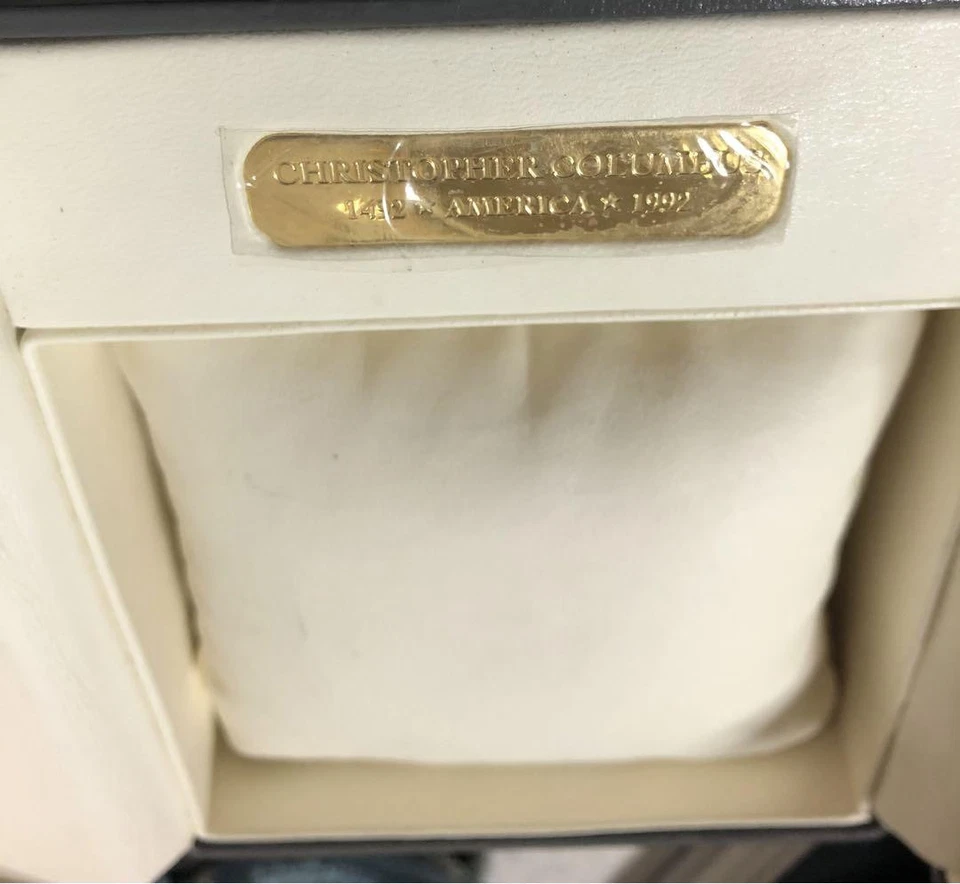 CHRISTOPHER COLUMBUS
1492 ★ AMERICA ★ 1992